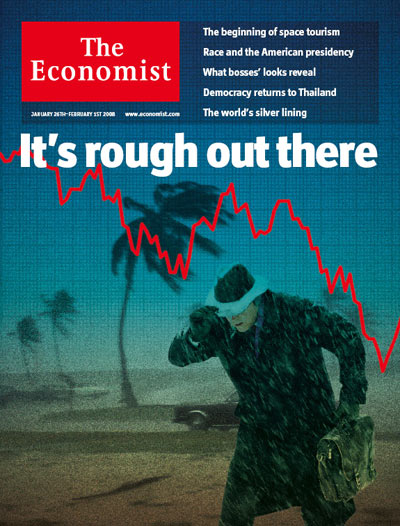 The
Economist
JANUARY 26TH–FEBRUARY 1ST 2008 www.economist.com
The beginning of space tourism
Race and the American presidency
What bosses' looks reveal
Democracy returns to Thailand
The world's silver lining
It's rough out there